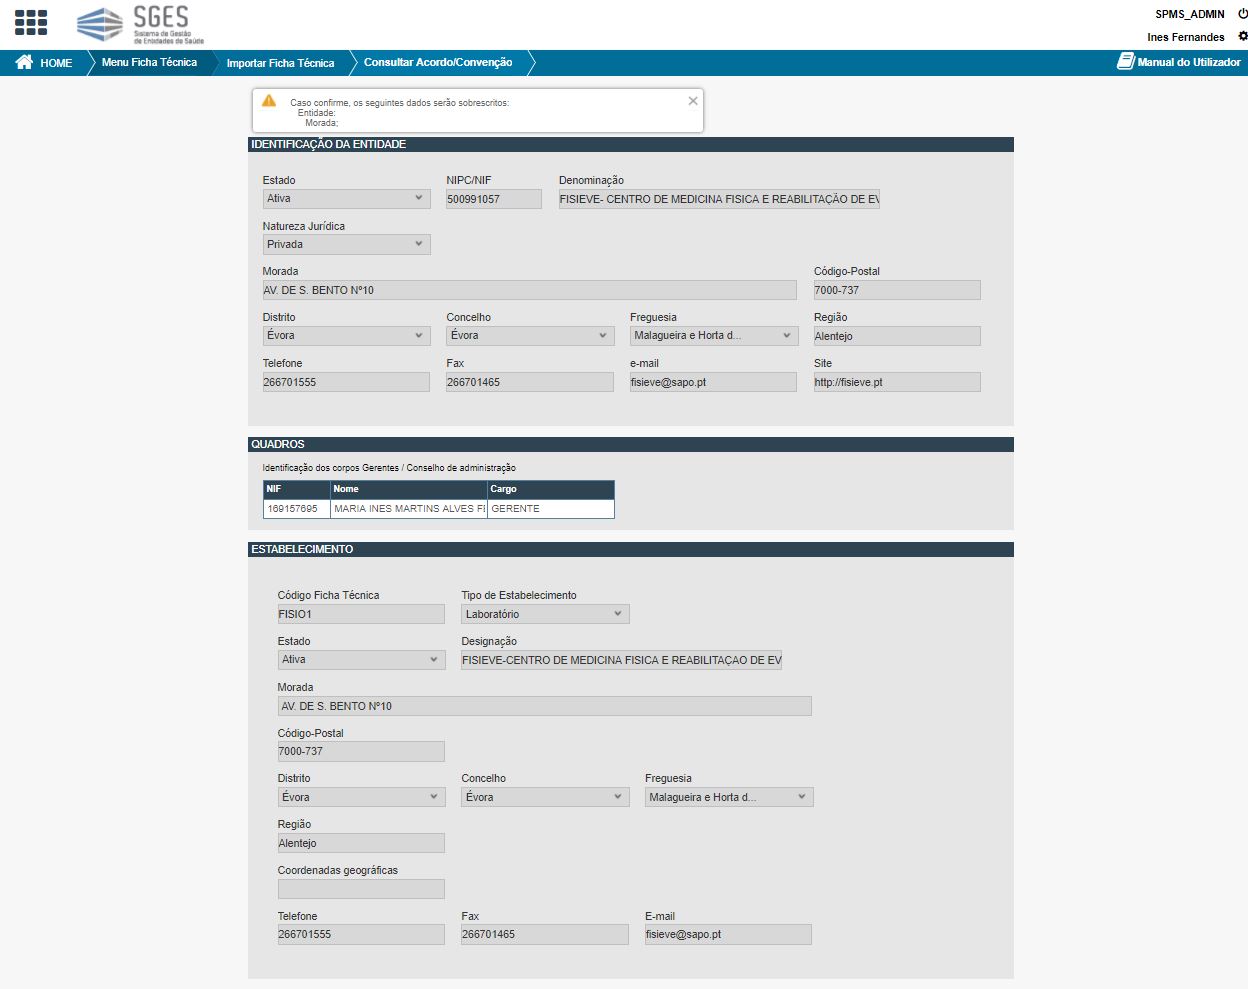 SGES
Sistema de Gestão
de Entidades de Saúde
SPMS_ADMIN
Ines Fernandes
HOME
Menu Ficha Técnica
Importar Ficha Técnica
Consultar Acordo/Convenção
Manual do Utilizador
Caso confirme, os seguintes dados serão sobrescritos:
Entidade:
Morada;
IDENTIFICAÇÃO DA ENTIDADE
Estado NIPC/NIF Denominação
Ativa 500991057 FISIEVE- CENTRO DE MEDICINA FISICA E REABILITAÇÃO DE EV
Natureza Jurídica
Privada
Morada Código-Postal
AV. DE S. BENTO Nº10 7000-737
Distrito Concelho Freguesia Região
Évora Évora Malagueira e Horta d... Alentejo
Telefone Fax e-mail Site
266701555 266701465 fisieve@sapo.pt http://fisieve.pt
QUADROS
Identificação dos corpos Gerentes / Conselho de administração
NIF Nome Cargo
169157695 MARIA INES MARTINS ALVES FI GERENTE
ESTABELECIMENTO
Código Ficha Técnica Tipo de Estabelecimento
FISIO1 Laboratório
Estado Designação
Ativa FISIEVE-CENTRO DE MEDICINA FISICA E REABILITAÇAO DE EV
Morada
AV. DE S. BENTO Nº10
Código-Postal
7000-737
Distrito Concelho Freguesia
Évora Évora Malagueira e Horta d...
Região
Alentejo
Coordenadas geográficas
Telefone Fax E-mail
266701555 266701465 fisieve@sapo.pt